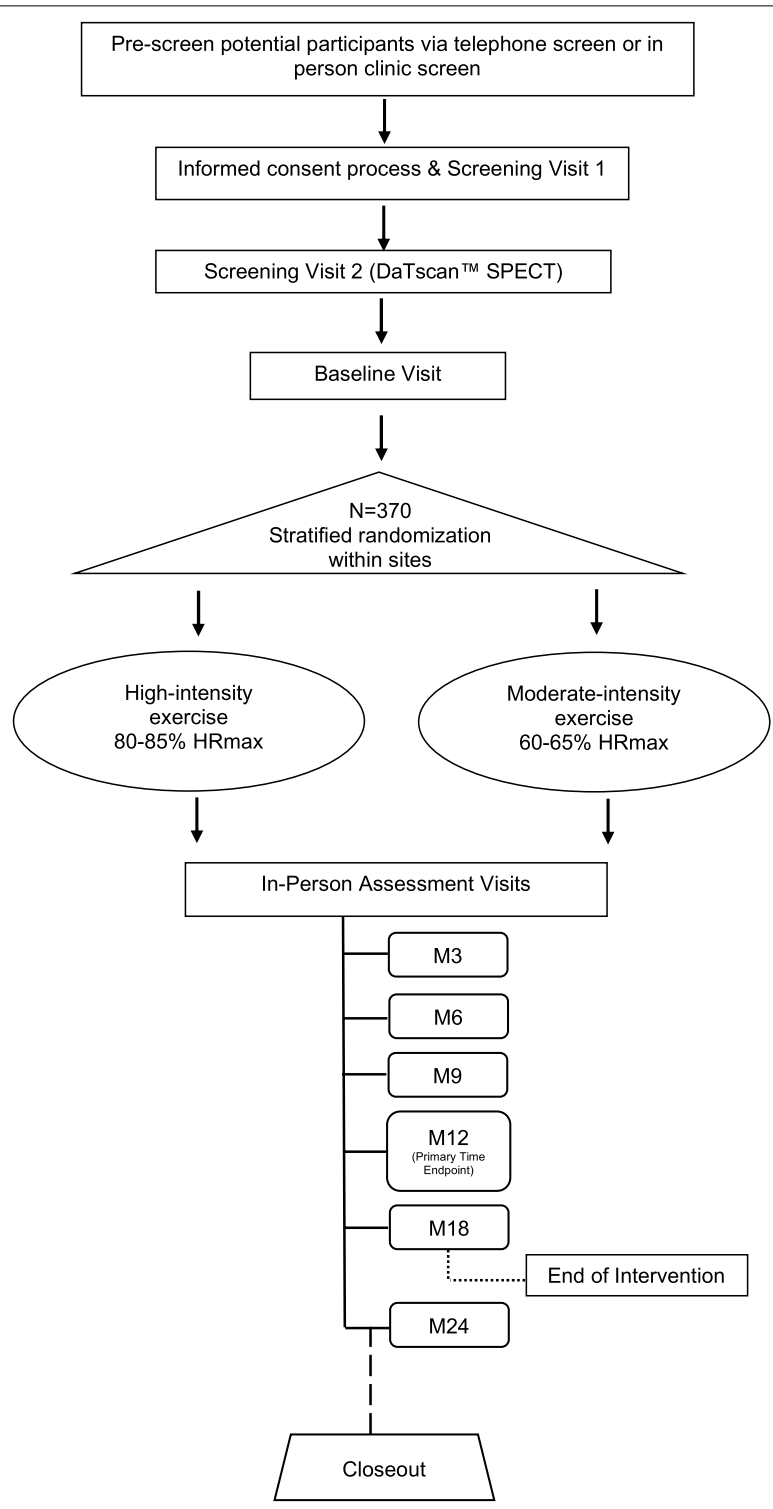 Pre-screen potential participants via telephone screen or in
person clinic screen
Informed consent process & Screening Visit 1
Screening Visit 2 (DaTscan™ SPECT)
Baseline Visit
N=370
Stratified randomization
within sites
High-intensity
exercise
80-85% HRmax
Moderate-intensity
exercise
60-65% HRmax
In-Person Assessment Visits
M3
M6
M9
M12
(Primary Time
Endpoint)
M18
End of Intervention
M24
Closeout